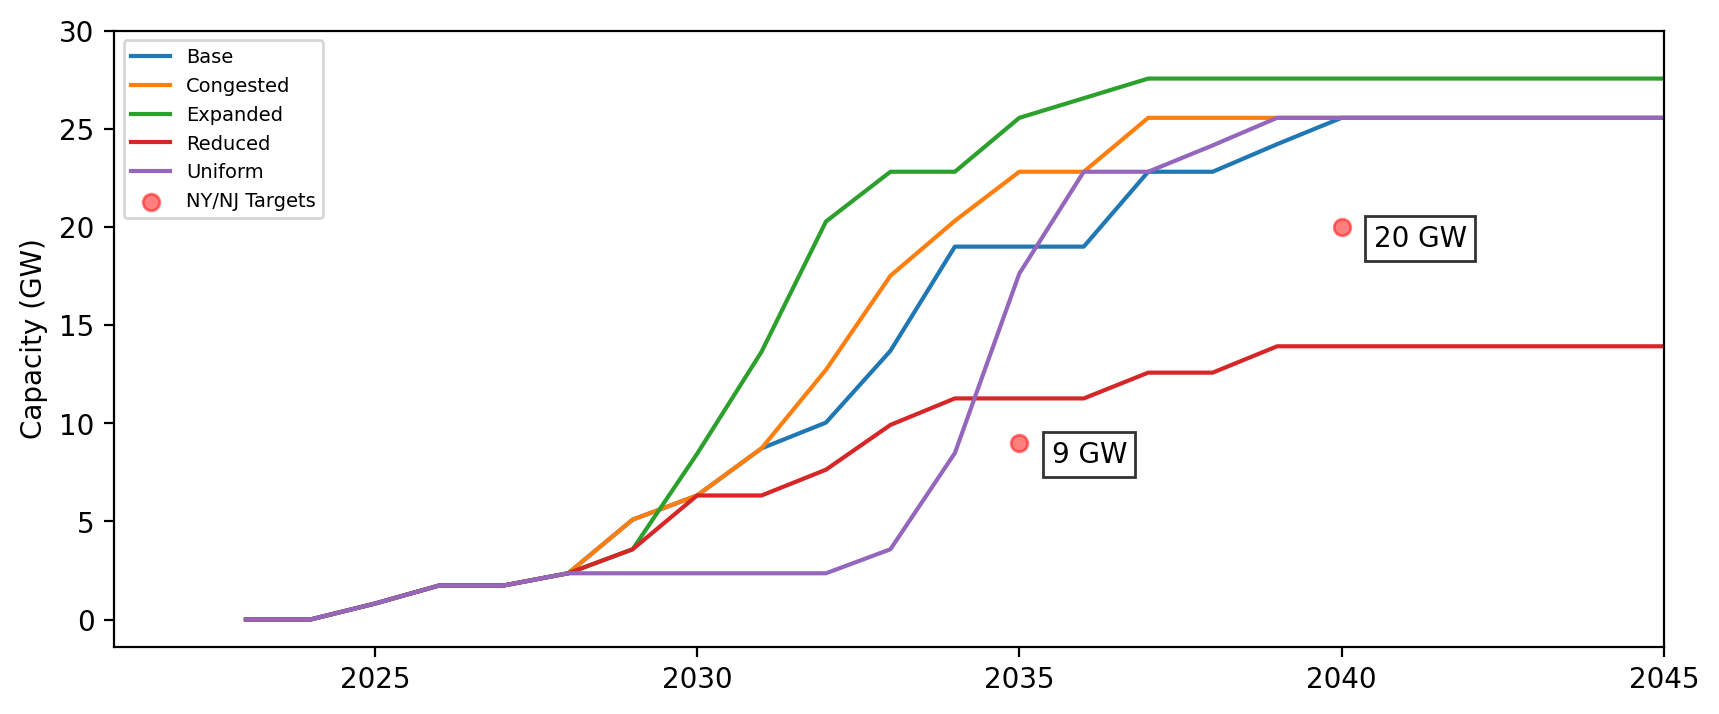 Capacity (GW)
30
25
20
15
10
5
0
Base
Congested
Expanded
Reduced
Uniform
NY/NJ Targets
20 GW
9 GW
2025
2030
2035
2040
2045